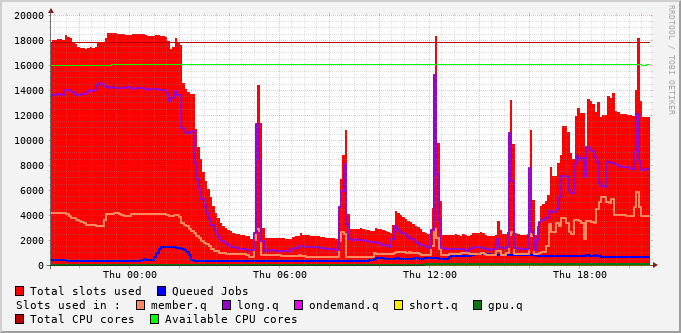 20000
18000
16000
14000
12000
10000
8000
6000
4000
2000
0
Thu 00:00 Thu 06:00 Thu 12:00 Thu 18:00
RRDTOOL / TOBI OETIKER
Total slots used Queued Jobs
Slots used in : member.q long.q ondemand.q short.q gpu.q
Total CPU cores Available CPU cores